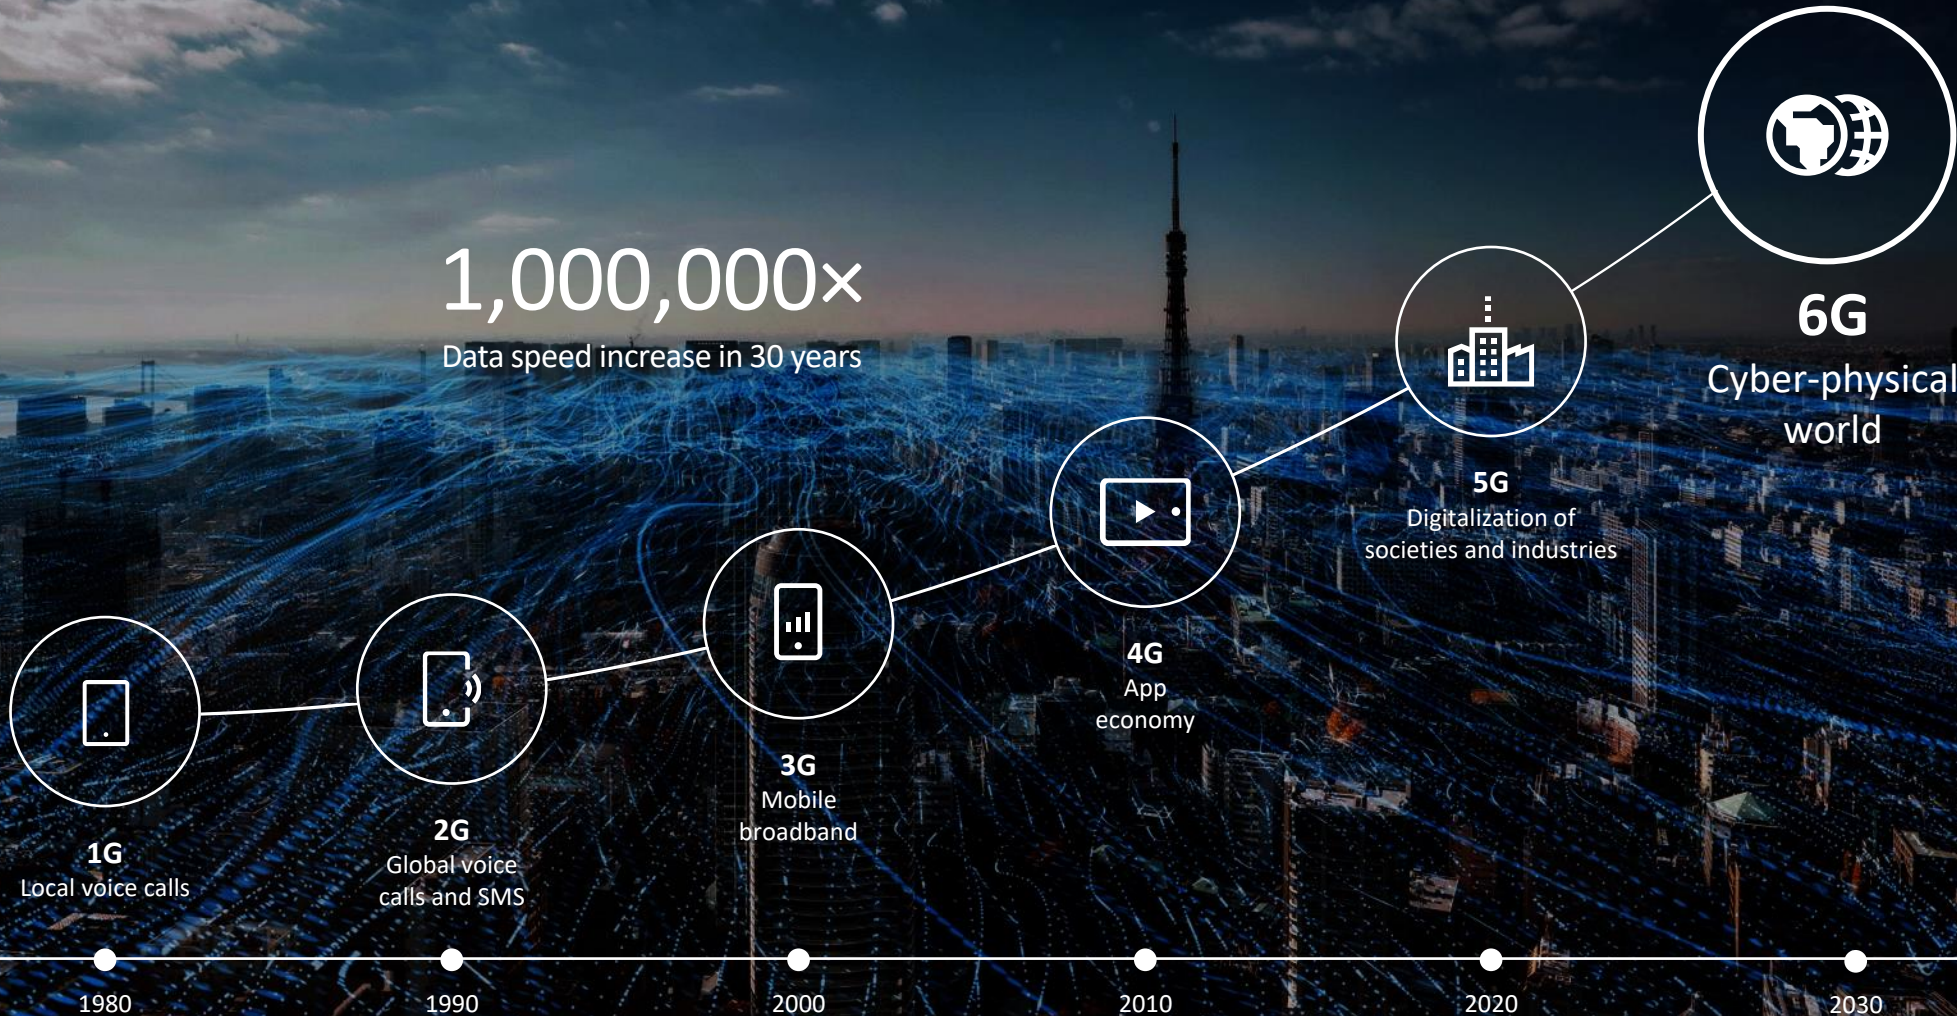 1,000,000×
Data speed increase in 30 years
1G
Local voice calls
2G
Global voice
calls and SMS
3G
Mobile
broadband
4G
App
economy
5G
Digitalization of
societies and industries
6G
Cyber-physical
world
1980
1990
2000
2010
2020
2030